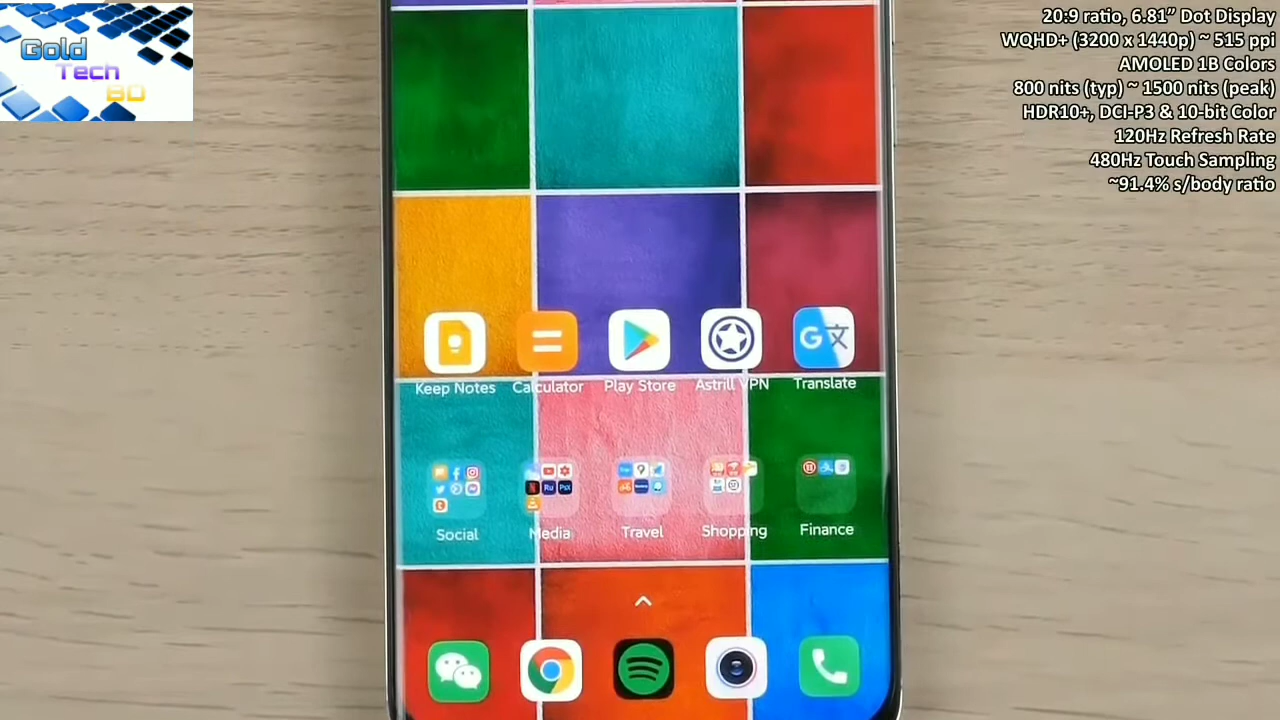 Gold
Tech
BD
20:9 ratio, 6.81” Dot Display
WQHD+ (3200 x 1440p) ~ 515 ppi
AMOLED 1B Colors
800 nits (typ) ~ 1500 nits (peak)
HDR10+, DCI-P3 & 10-bit Color
120Hz Refresh Rate
480Hz Touch Sampling
~91.4% s/body ratio
Keep Notes
Calculator
Play Store
Astrill VPN
Translate
Social
Media
Travel
Shopping
Finance